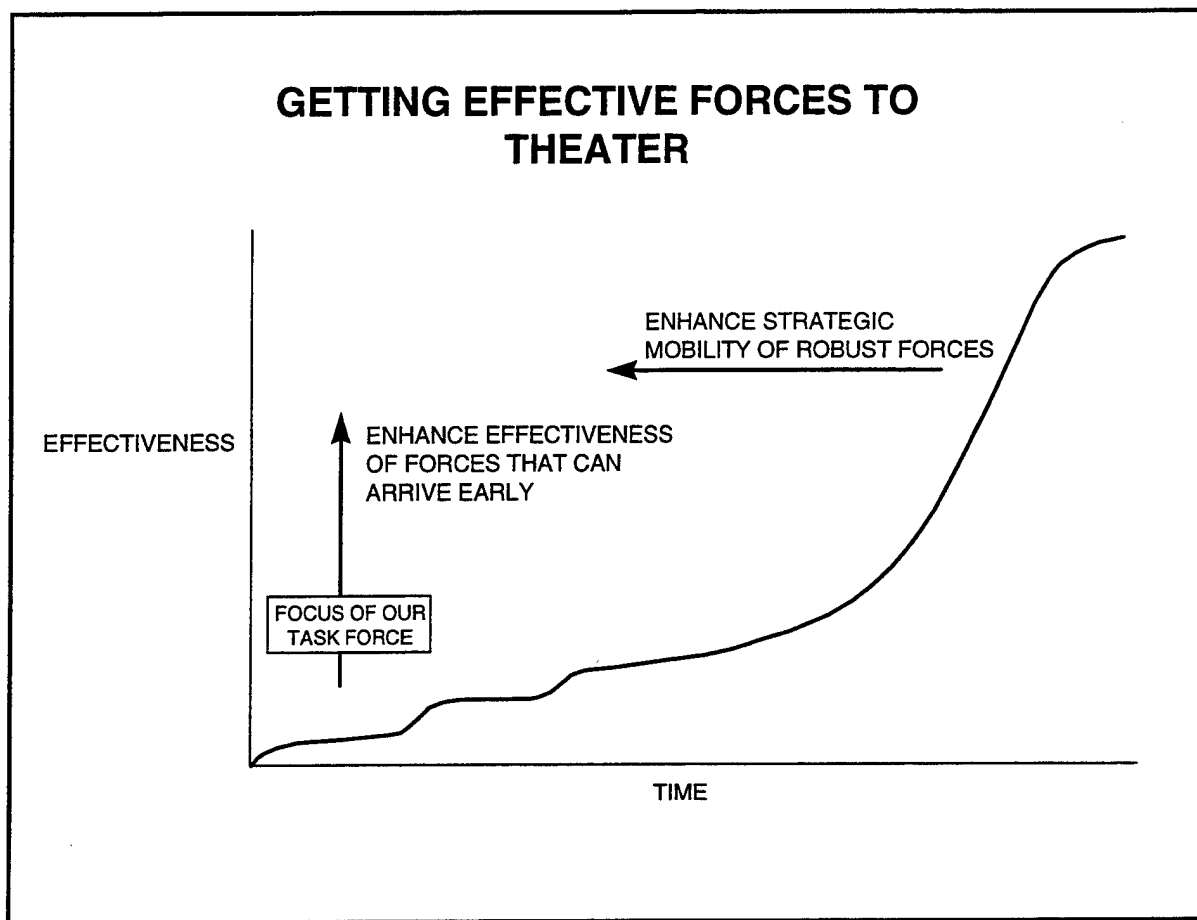 GETTING EFFECTIVE FORCES TO
THEATER
ENHANCE STRATEGIC
MOBILITY OF ROBUST FORCES
EFFECTIVENESS
ENHANCE EFFECTIVENESS
OF FORCES THAT CAN
ARRIVE EARLY
FOCUS OF OUR
TASK FORCE
TIME